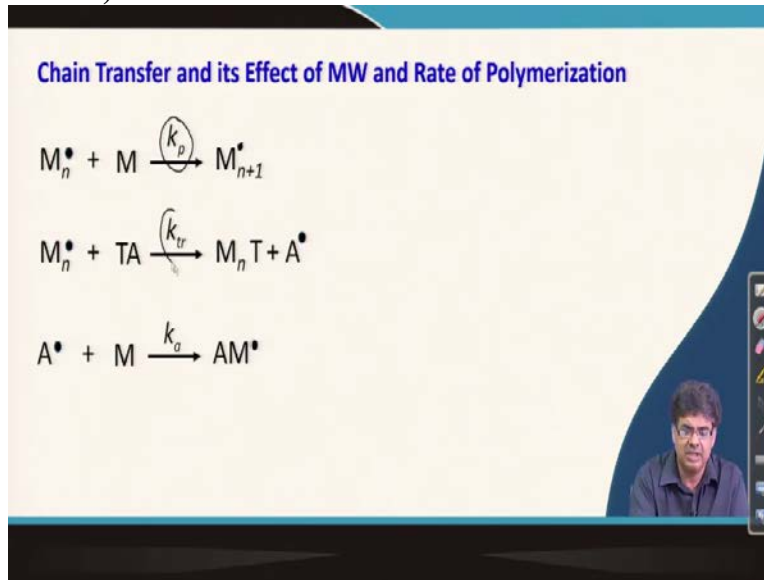 )
Chain Transfer and its Effect of MW and Rate of Polymerization
M•n + M kp → M•n+1
M•n + TA ktr → MnT + A•
A• + M ka → AM•